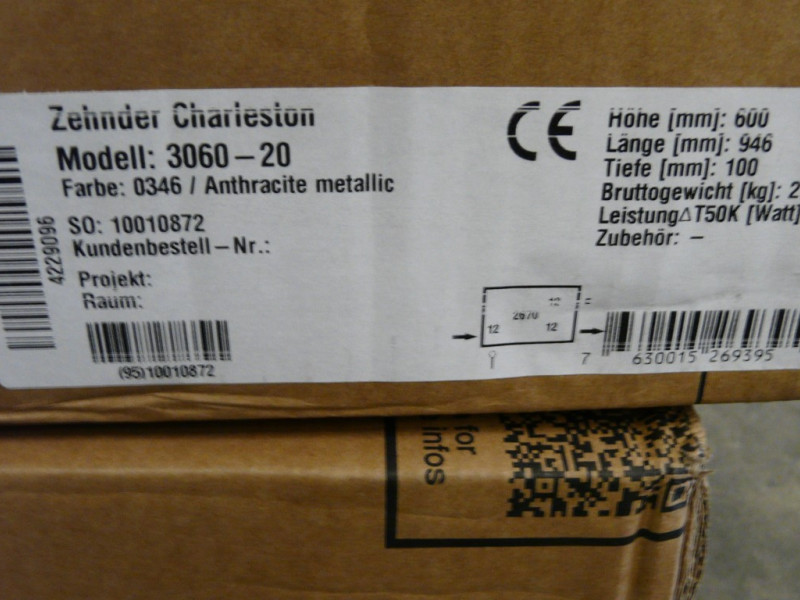 Zehnder Charleston
Modell: 3060-20
Farbe: 0346 / Anthracite metallic
SO: 10010872
Kundenbestell-Nr.:
Projekt:
Raum:
(95)10010872
4229096
Höhe [mm]: 600
Länge [mm]: 946
Tiefe [mm]: 100
Bruttogewicht [kg]: 2
Leistung△T50K [Watt]
Zubehör: -
12
2670
12
12
7
630015 269395
for
infos